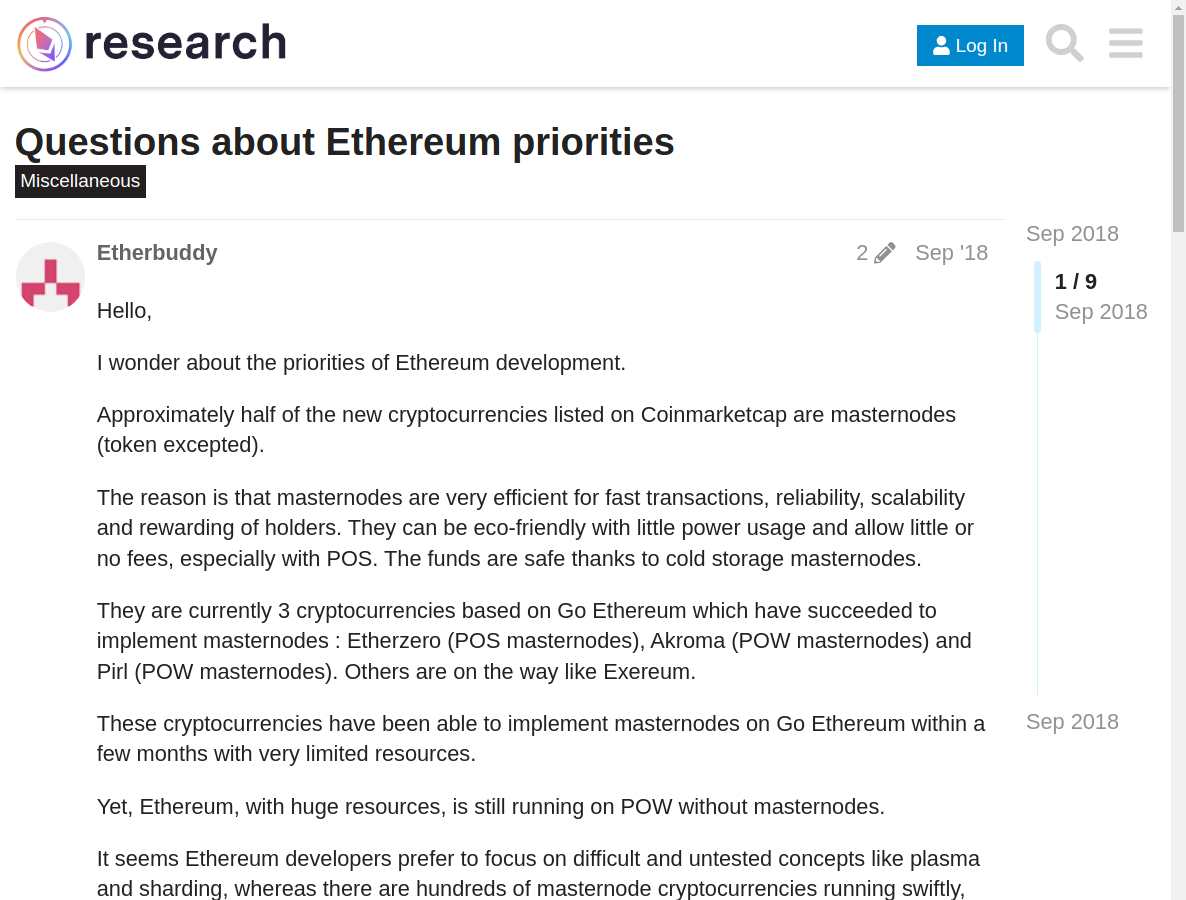 research
Log In
Questions about Ethereum priorities
Miscellaneous
Etherbuddy
2
Sep '18
Sep 2018
1 / 9
Sep 2018
Hello,
I wonder about the priorities of Ethereum development.
Approximately half of the new cryptocurrencies listed on Coinmarketcap are masternodes
(token excepted).
The reason is that masternodes are very efficient for fast transactions, reliability, scalability
and rewarding of holders. They can be eco-friendly with little power usage and allow little or
no fees, especially with POS. The funds are safe thanks to cold storage masternodes.
They are currently 3 cryptocurrencies based on Go Ethereum which have succeeded to
implement masternodes : Etherzero (POS masternodes), Akroma (POW masternodes) and
Pirl (POW masternodes). Others are on the way like Exereum.
These cryptocurrencies have been able to implement masternodes on Go Ethereum within a
few months with very limited resources.
Sep 2018
Yet, Ethereum, with huge resources, is still running on POW without masternodes.
It seems Ethereum developers prefer to focus on difficult and untested concepts like plasma
and sharding, whereas there are hundreds of masternode cryptocurrencies running swiftly,